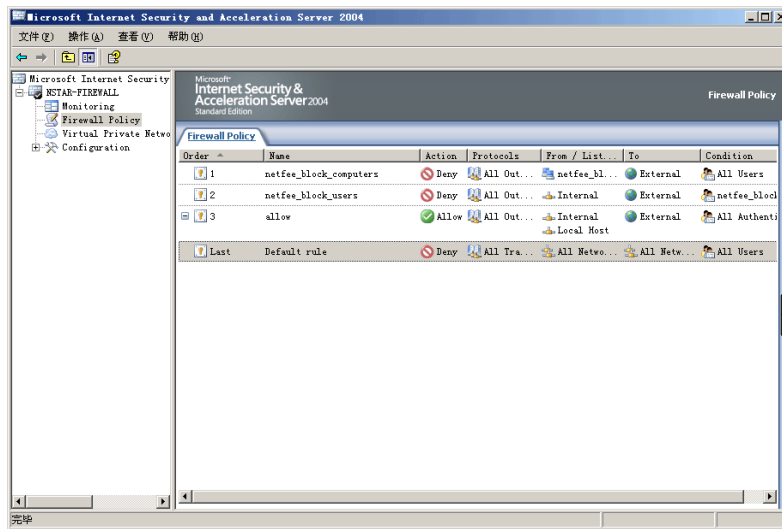 Microsoft Internet Security and Acceleration Server 2004
文件(F) 操作(A) 查看(V) 帮助(H)
Microsoft Internet Security
NSTAR-FIREWALL
Monitoring
Firewall Policy
Virtual Private Netwo
Configuration
Microsoft
Internet Security &
Acceleration Server 2004
Standard Edition
Firewall Policy
Firewall Policy
Order Name Action Protocols From / List... To Condition
1 netfee_block_computers Deny All Out... netfee_bl... External All Users
2 netfee_block_users Deny All Out... Internal External netfee_block
3 allow Allow All Out... Internal External All Authenti
Local Host
Last Default rule Deny All Tra... All Netwo... All Netw... All Users
完毕